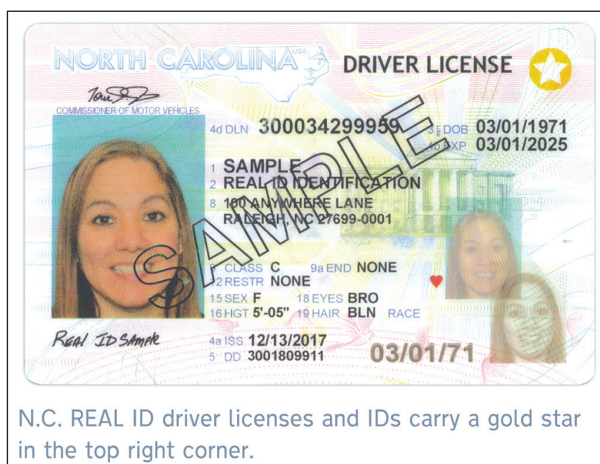 NORTH CAROLINA USA DRIVER LICENSE
COMMISSIONER OF MOTOR VEHICLES
4d DLN 300034299959 3 DOB 03/01/1971
4b EXP 03/01/2025
1 SAMPLE
2 REAL ID IDENTIFICATION
8 100 ANYWHERE LANE
RALEIGH, NC 27699-0001
SAMPLE
9 CLASS C 9a END NONE
12 RESTR NONE
15 SEX F 18 EYES BRO
16 HGT 5'-05" 19 HAIR BLN RACE
REAl ID SAmple
4a ISS 12/13/2017
5 DD 3001809911
03/01/71
N.C. REAL ID driver licenses and IDs carry a gold star
in the top right corner.